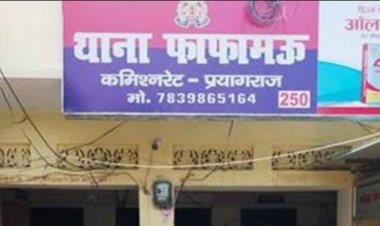 थाना फाफामऊ
कमिश्नरेट - प्रयागराज
मो. 7839865164
250